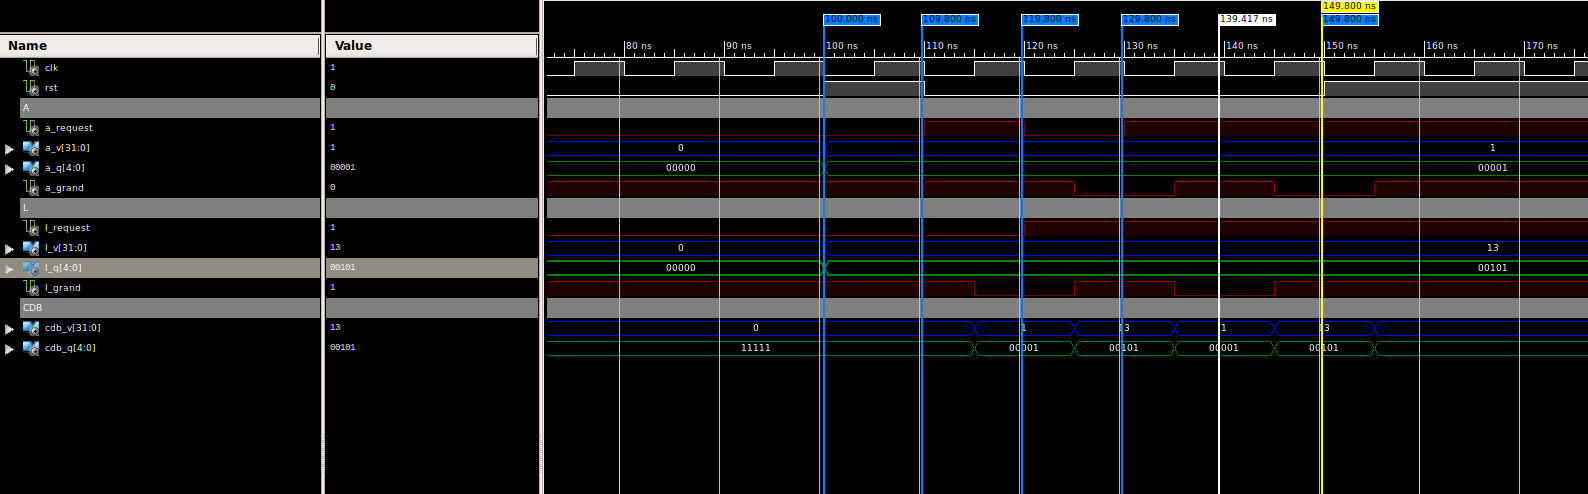 149.800 ns
100.000 ns 109.800 ns 119.800 ns 129.800 ns 139.417 ns 149.800 ns
Name Value 80 ns 90 ns 100 ns 110 ns 120 ns 130 ns 140 ns 150 ns 160 ns 170 ns
clk 1
rst 0
A
a_request 1
a_v[31:0] 1 0 1
a_q[4:0] 00001 00000 00001
a_grand 0
L
l_request 1
l_v[31:0] 13 0 13
l_q[4:0] 00101 00000 00101
l_grand 1
CDB
cdb_v[31:0] 13 0 1 13 1 13
cdb_q[4:0] 00101 11111 00001 00101 00001 00101